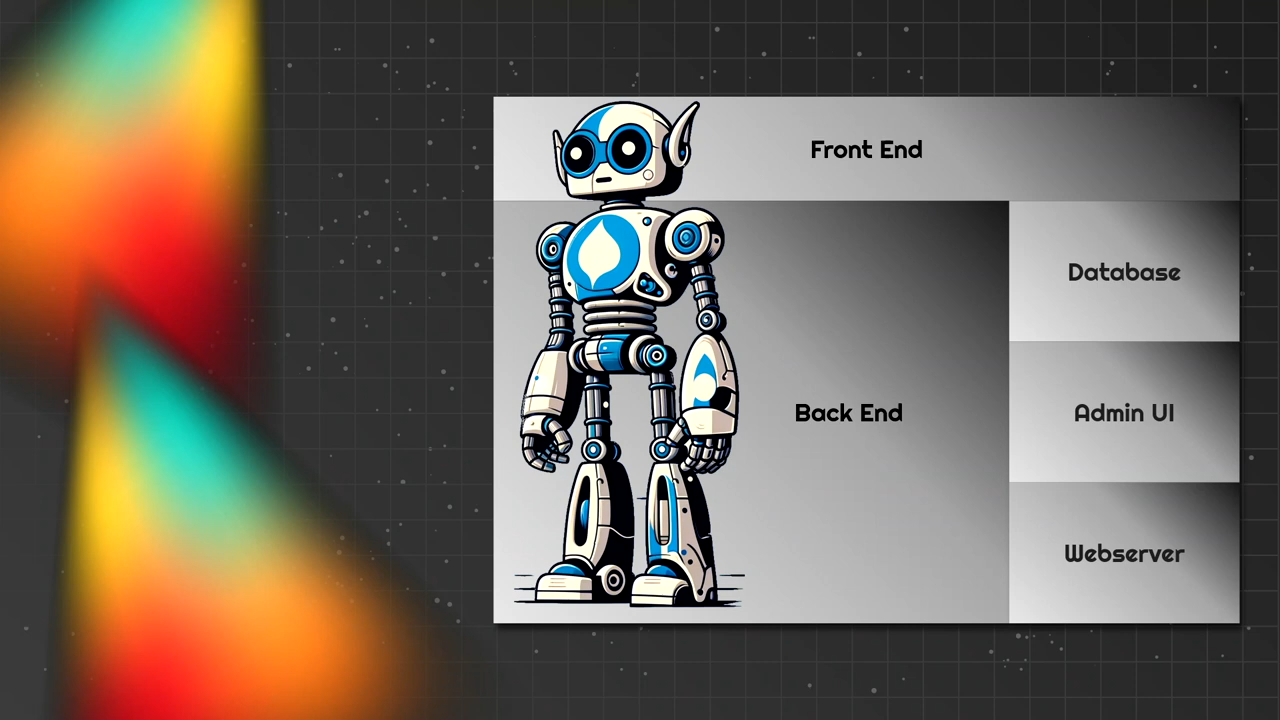 Front End
Database
Back End
Admin UI
Webserver